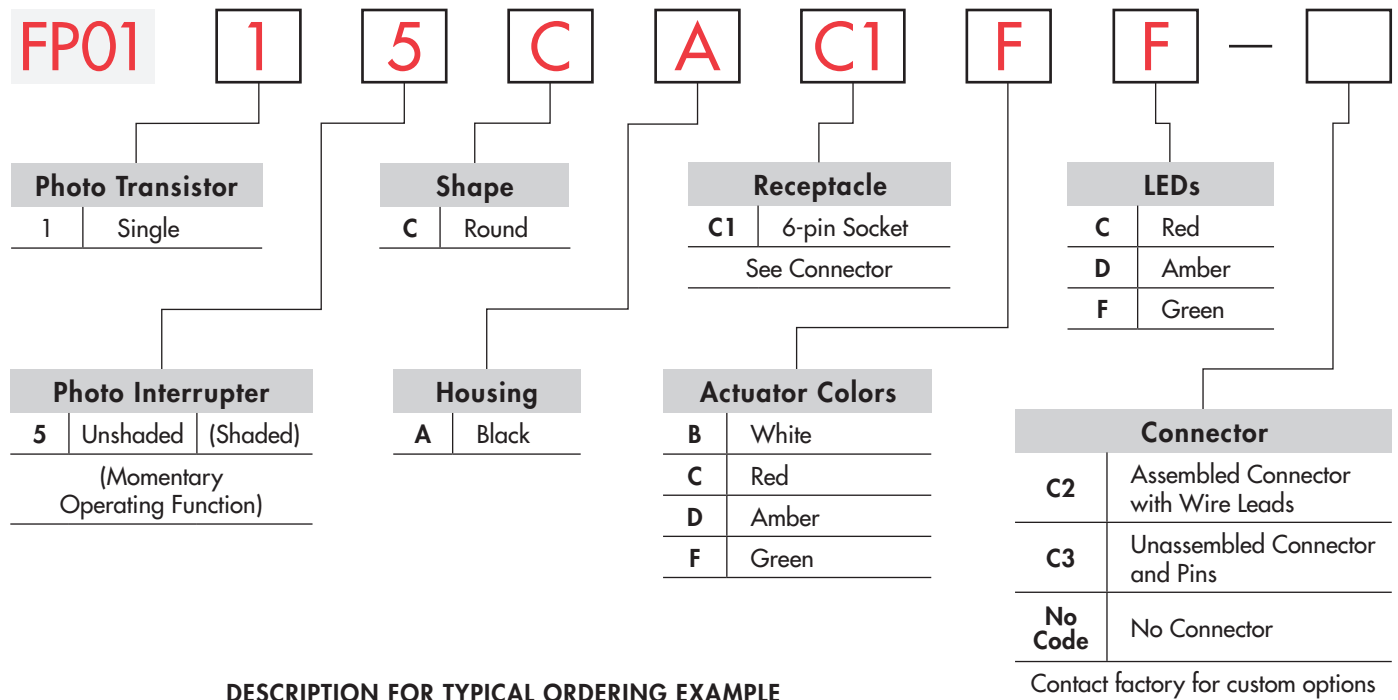 FP01 1 5 C A C1 F F —
Photo Transistor
1 Single
Shape
C Round
Receptacle
C1 6-pin Socket
See Connector
LEDs
C Red
D Amber
F Green
Photo Interrupter
5 Unshaded (Shaded)
(Momentary
Operating Function)
Housing
A Black
Actuator Colors
B White
C Red
D Amber
F Green
Connector
C2 Assembled Connector
with Wire Leads
C3 Unassembled Connector
and Pins
No
Code No Connector
Contact factory for custom options
DESCRIPTION FOR TYPICAL ORDERING EXAMPLE